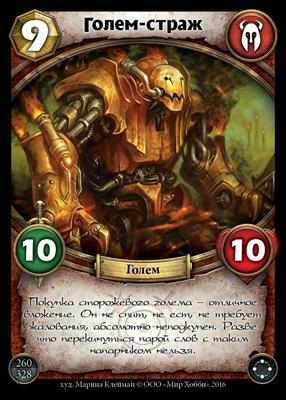 9
Голем-страж
10
10
Голем
Покупка сторожевого голема – отличное
вложение. Он не спит, не ест, не требует
жалования, абсолютно неподкупен. Разве
что перекинуться парой слов с таким
напарником нельзя.
260
328
худ. Марина Клейман © ООО «Мир Хобби» 2016